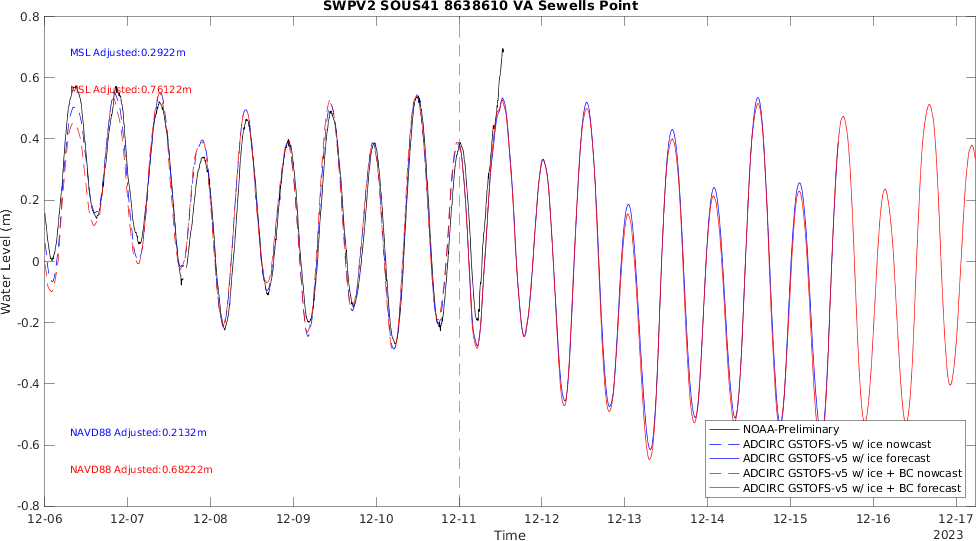 SWPV2 SOUS41 8638610 VA Sewells Point
0.8
0.6
0.4
0.2
0
-0.2
-0.4
-0.6
-0.8
Water Level (m)
MSL Adjusted:0.2922m
MSL Adjusted:0.76122m
NAVD88 Adjusted:0.2132m
NAVD88 Adjusted:0.68222m
NOAA-Preliminary
ADCIRC GSTOFS-v5 w/ ice nowcast
ADCIRC GSTOFS-v5 w/ ice forecast
ADCIRC GSTOFS-v5 w/ ice + BC nowcast
ADCIRC GSTOFS-v5 w/ ice + BC forecast
12-06 12-07 12-08 12-09 12-10 12-11 12-12 12-13 12-14 12-15 12-16 12-17
Time
2023